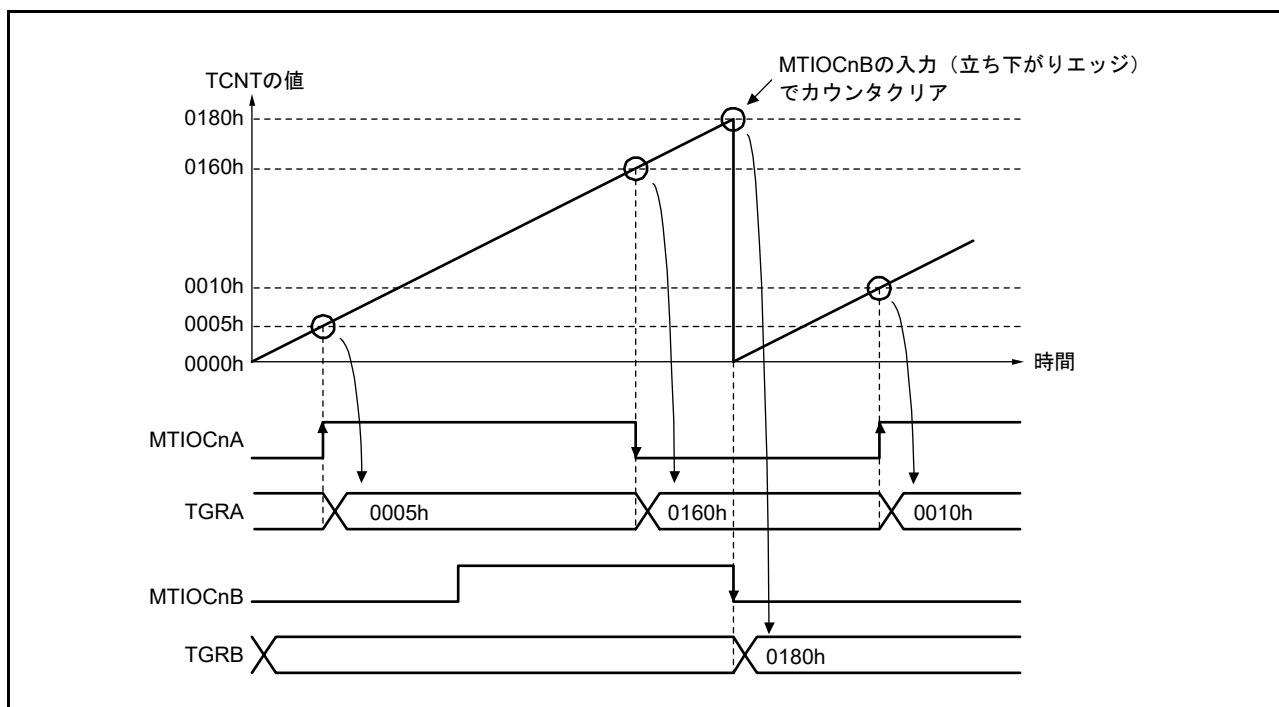 MTIOCnBの入力（立ち下がりエッジ）
でカウンタクリア
TCNTの値
0180h
0160h
0010h
0005h
0000h
時間
MTIOCnA
TGRA
0005h
0160h
0010h
MTIOCnB
TGRB
0180h